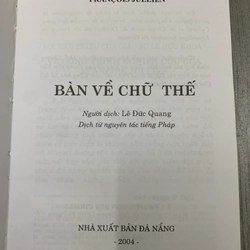 FRANÇOIS JULLIEN
BÀN VỀ CHỮ THẾ
Người dịch: Lê Đức Quang
Dịch từ nguyên tác tiếng Pháp
NHÀ XUẤT BẢN ĐÀ NẴNG
- 2004 -